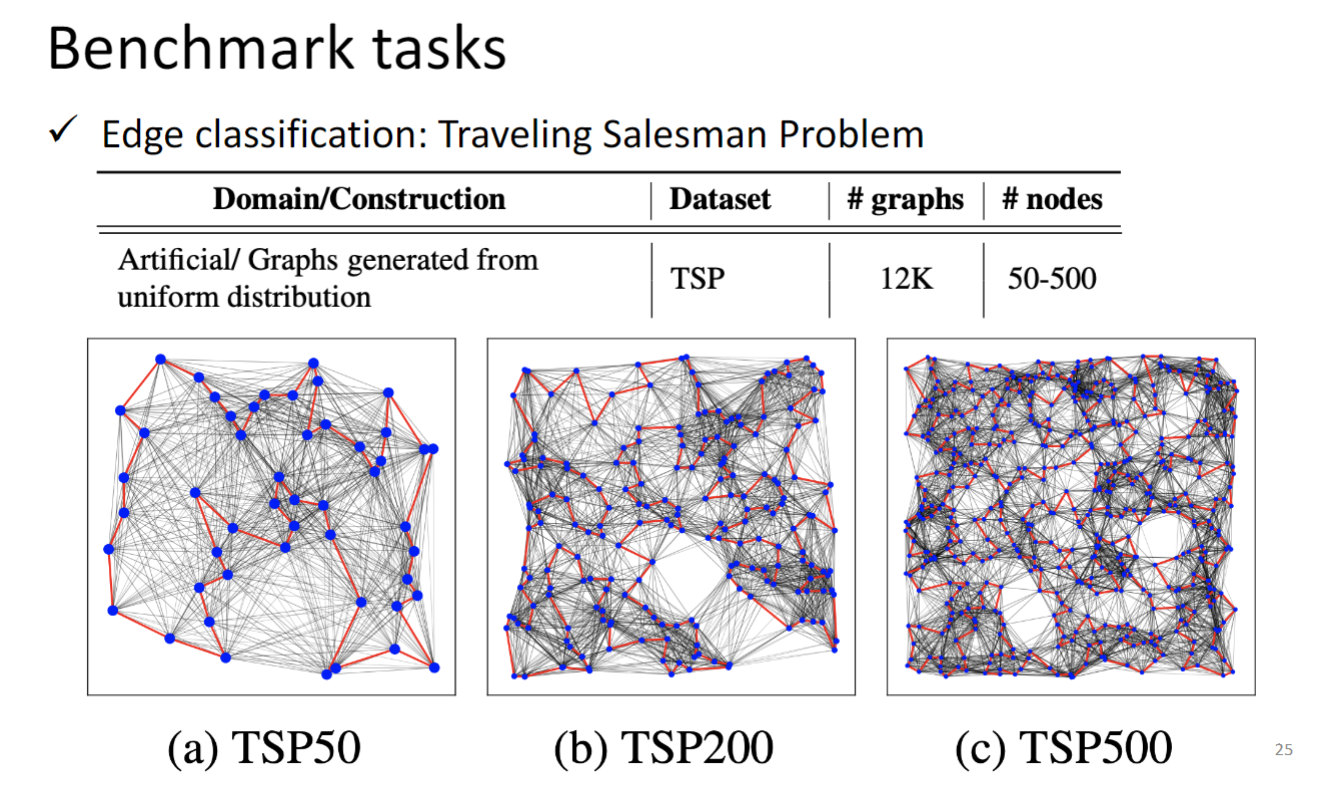 Benchmark tasks
✓ Edge classification: Traveling Salesman Problem
Domain/Construction Dataset # graphs # nodes
Artificial/ Graphs generated from
uniform distribution
TSP 12K 50-500
(a) TSP50 (b) TSP200 (c) TSP500
25